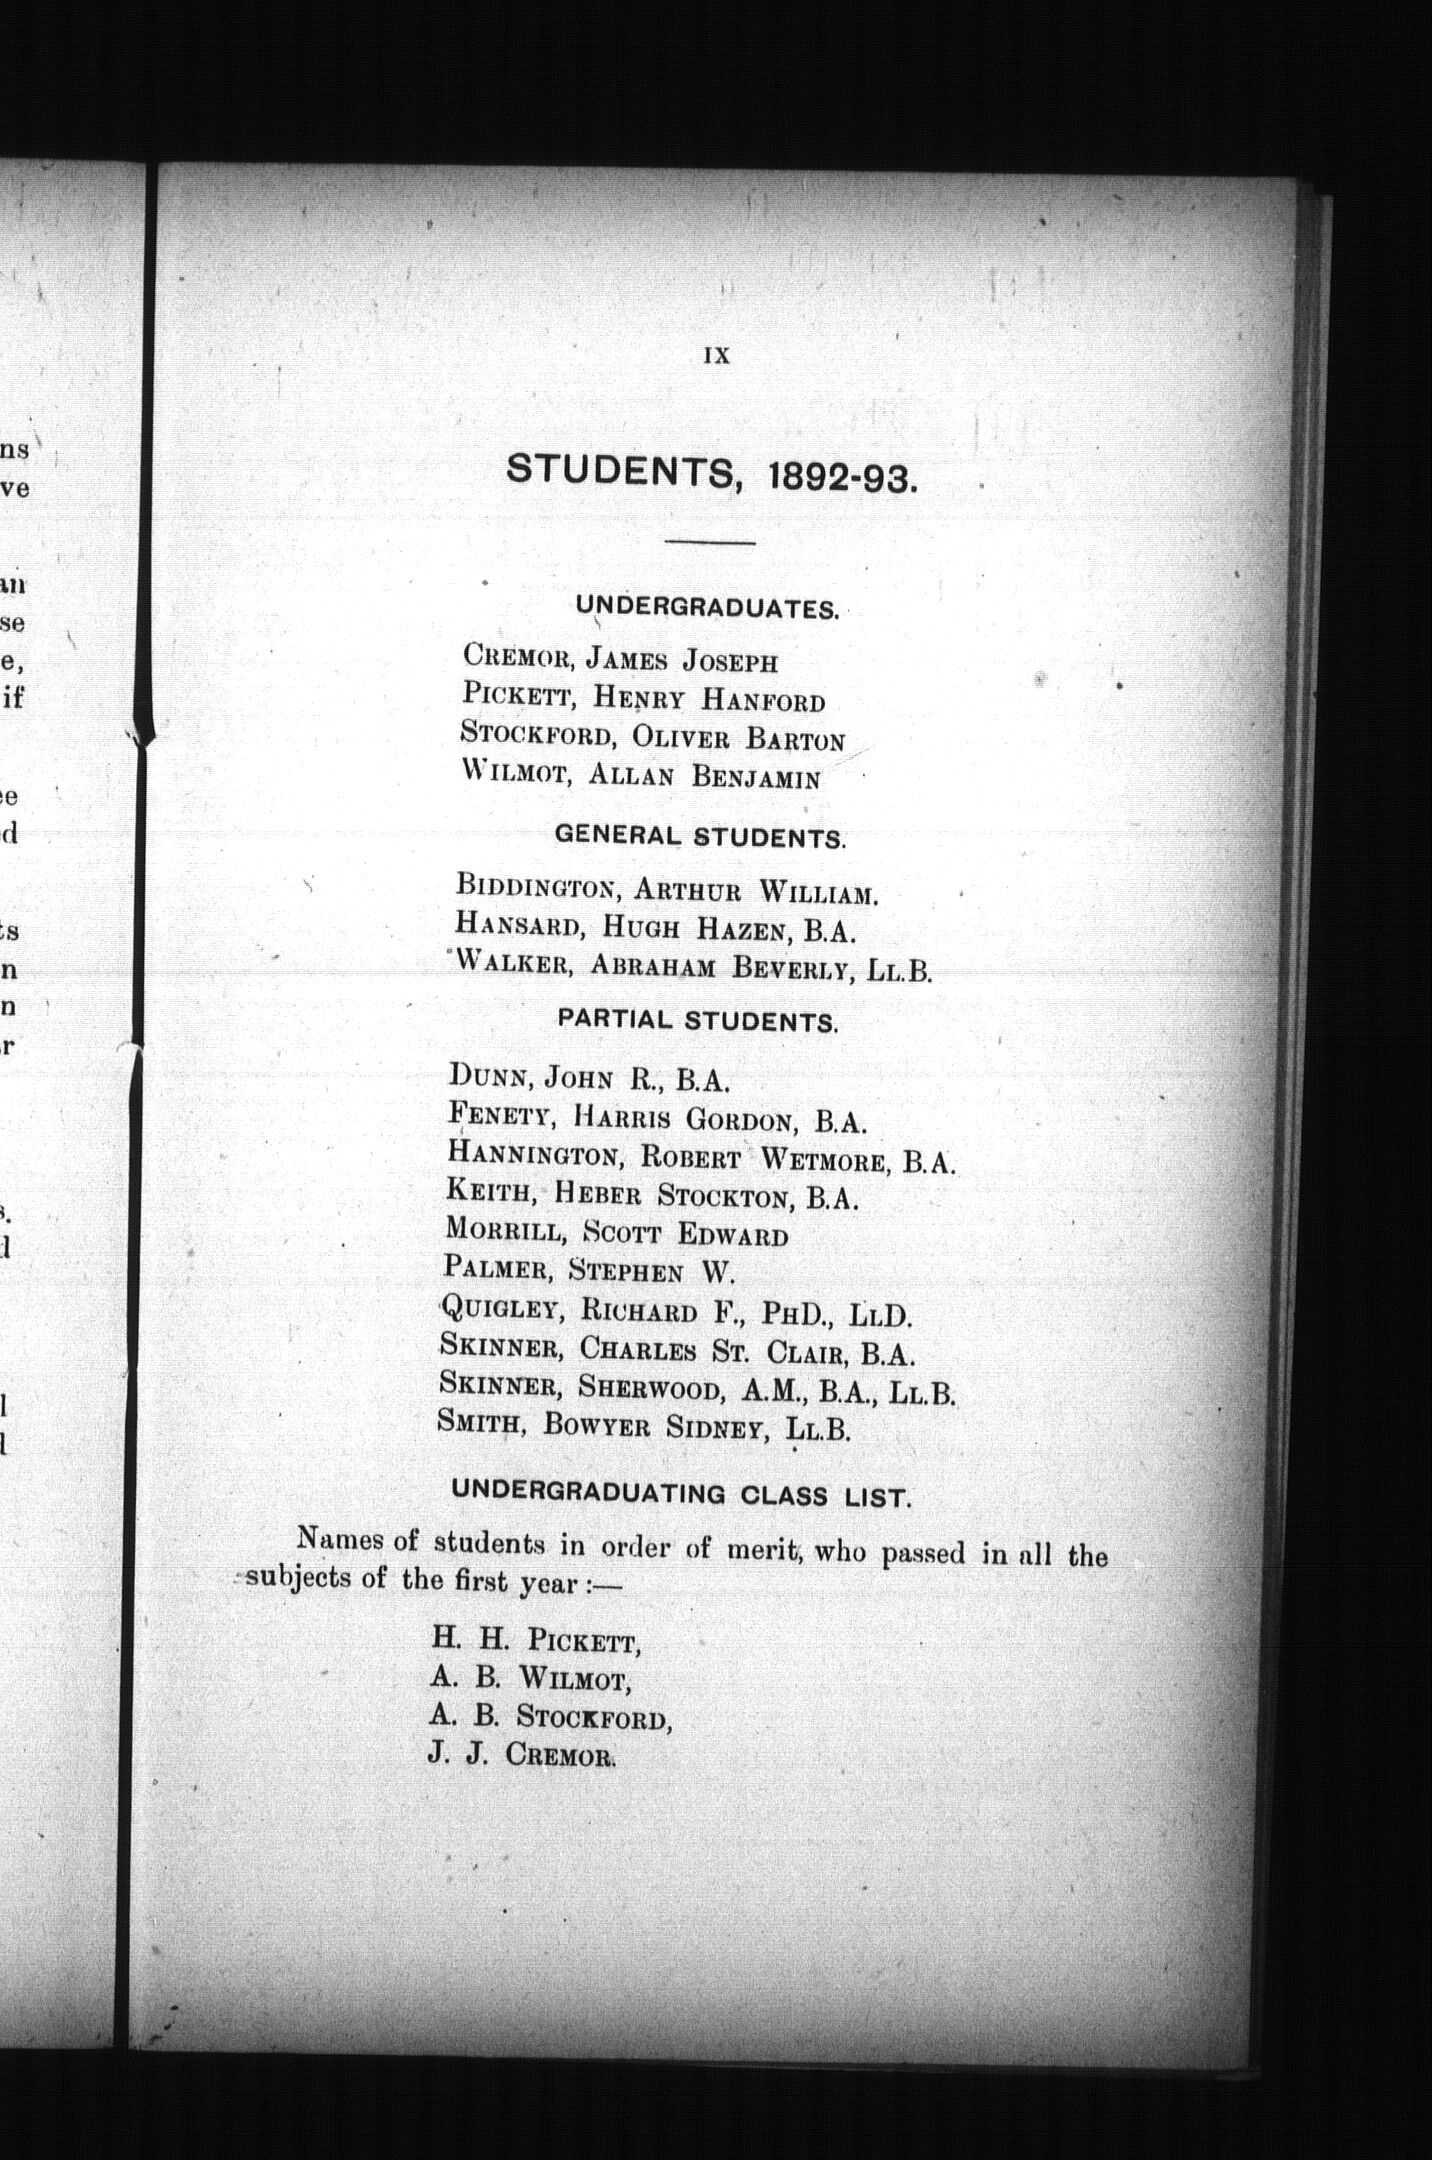 IX
STUDENTS, 1892-93.
UNDERGRADUATES.
CREMOR, JAMES JOSEPH
PICKETT, HENRY HANFORD
STOCKFORD, OLIVER BARTON
WILMOT, ALLAN BENJAMIN
GENERAL STUDENTS.
BIDDINGTON, ARTHUR WILLIAM.
HANSARD, HUGH HAZEN, B.A.
WALKER, ABRAHAM BEVERLY, LL.B.
PARTIAL STUDENTS.
DUNN, JOHN R., B.A.
FENETY, HARRIS GORDON, B.A.
HANNINGTON, ROBERT WETMORE, B.A.
KEITH, HEBER STOCKTON, B.A.
MORRILL, SCOTT EDWARD
PALMER, STEPHEN W.
QUIGLEY, RICHARD F., PHD., LLD.
SKINNER, CHARLES ST. CLAIR, B.A.
SKINNER, SHERWOOD, A.M., B.A., LL.B.
SMITH, BOWYER SIDNEY, LL.B.
UNDERGRADUATING CLASS LIST.
Names of students in order of merit, who passed in all the
subjects of the first year :—
H. H. PICKETT,
A. B. WILMOT,
A. B. STOCKFORD,
J. J. CREMOR.